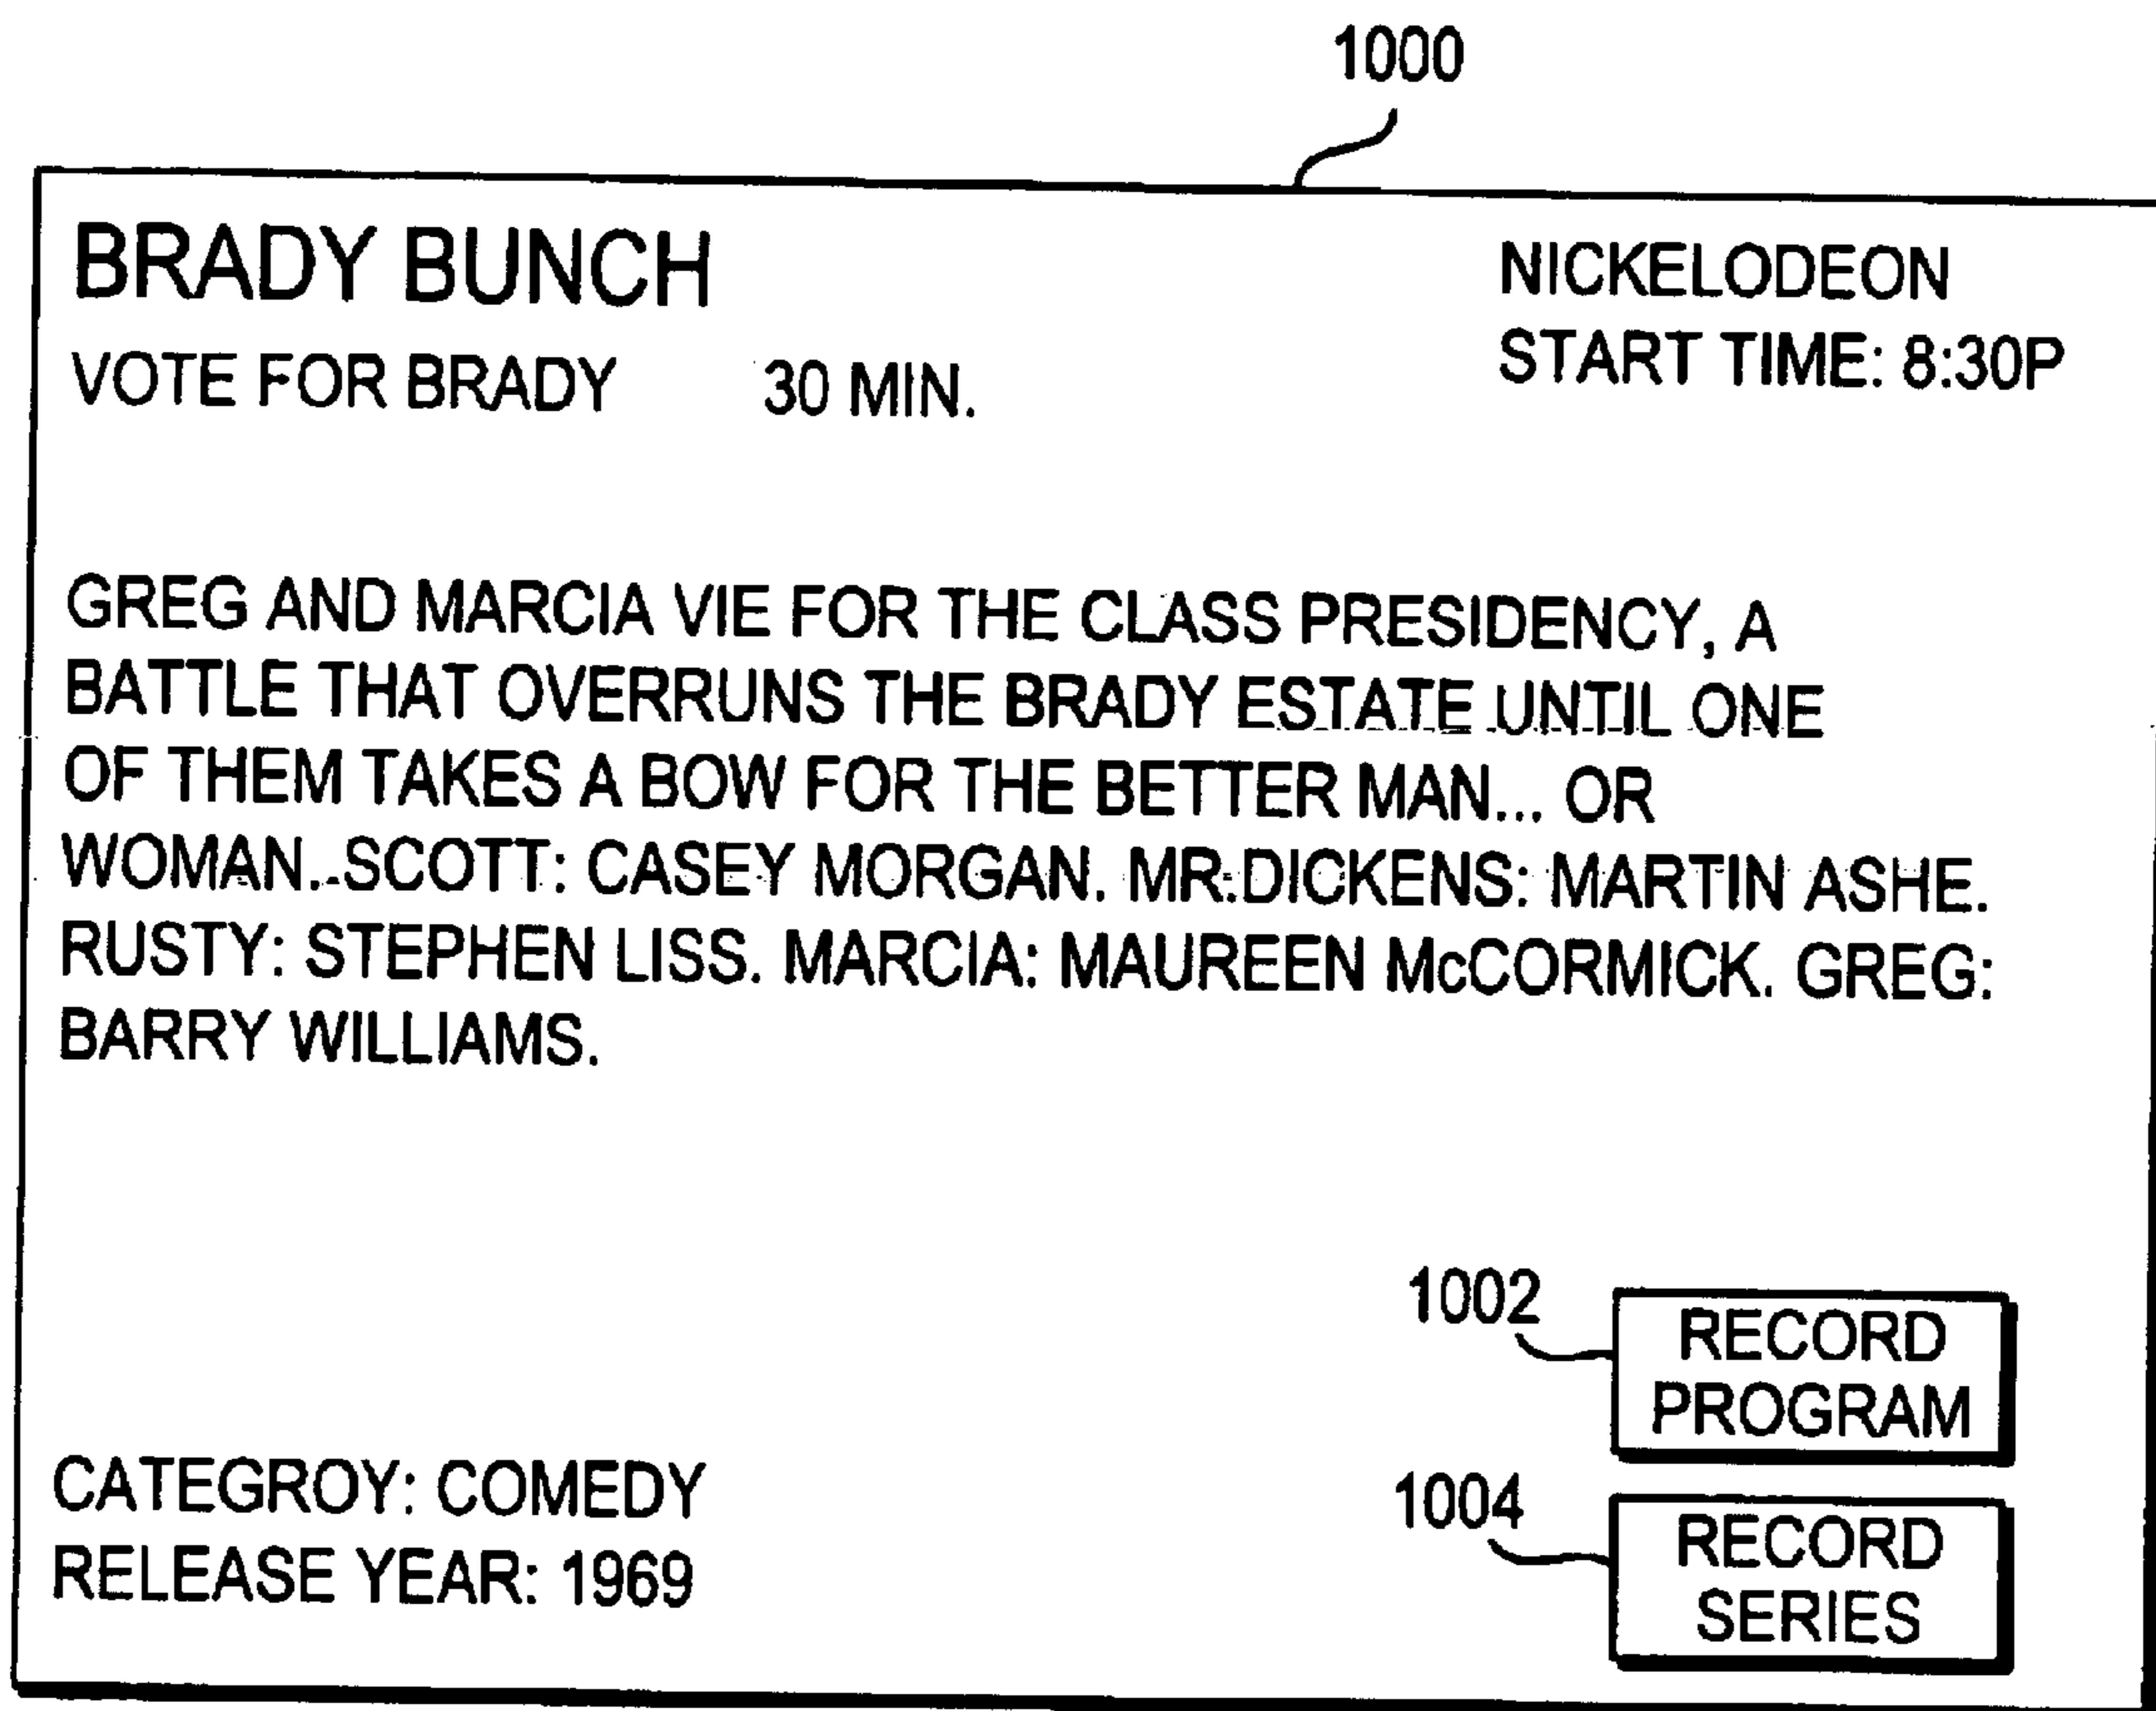 1000
BRADY BUNCH
NICKELODEON
VOTE FOR BRADY 30 MIN.
START TIME: 8:30P
GREG AND MARCIA VIE FOR THE CLASS PRESIDENCY, A
BATTLE THAT OVERRUNS THE BRADY ESTATE UNTIL ONE
OF THEM TAKES A BOW FOR THE BETTER MAN... OR
WOMAN. SCOTT: CASEY MORGAN. MR.DICKENS: MARTIN ASHE.
RUSTY: STEPHEN LISS. MARCIA: MAUREEN McCORMICK. GREG:
BARRY WILLIAMS.
1002
RECORD
PROGRAM
CATEGROY: COMEDY
RELEASE YEAR: 1969
1004
RECORD
SERIES